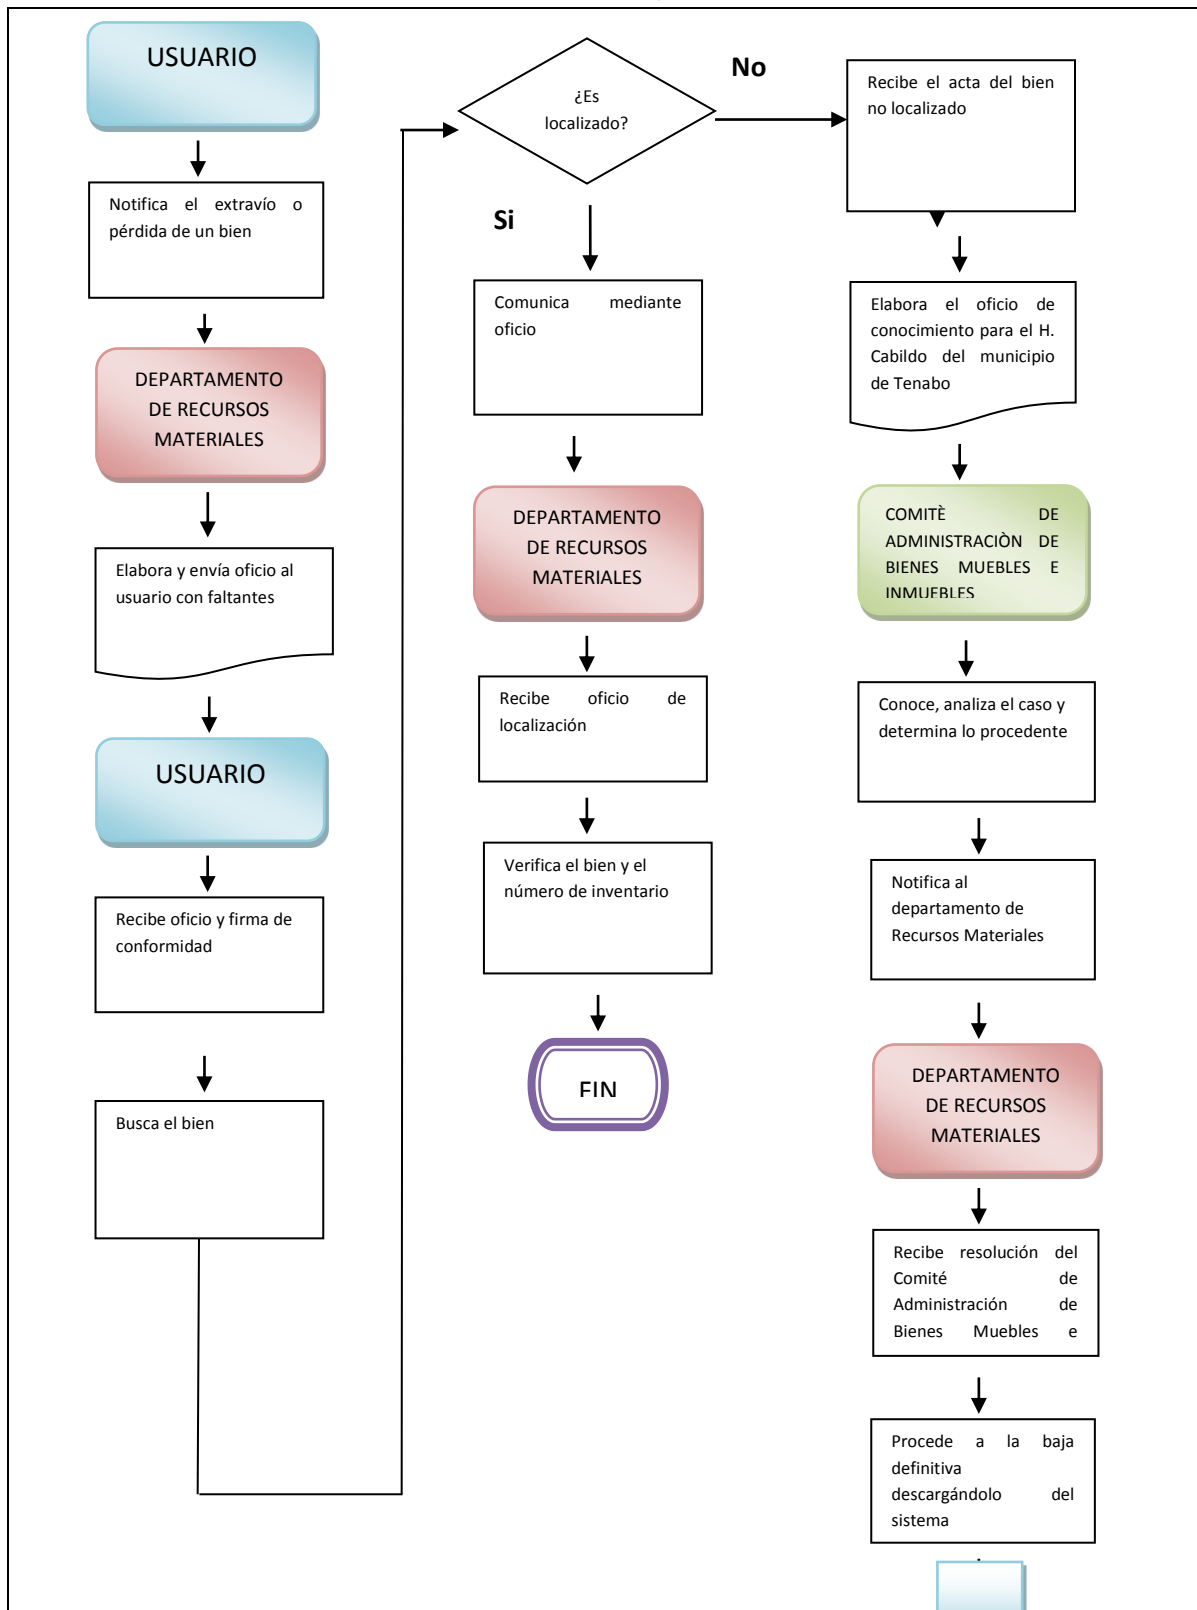 USUARIO
Notifica el extravío o
pérdida de un bien
DEPARTAMENTO
DE RECURSOS
MATERIALES
Elabora y envía oficio al
usuario con faltantes
USUARIO
Recibe oficio y firma de
conformidad
Busca el bien
¿Es
localizado?
No
Si
Comunica mediante
oficio
DEPARTAMENTO
DE RECURSOS
MATERIALES
Recibe oficio de
localización
Verifica el bien y el
número de inventario
FIN
Recibe el acta del bien
no localizado
Elabora el oficio de
conocimiento para el H.
Cabildo del municipio
de Tenabo
COMITÈ DE
ADMINISTRACIÒN DE
BIENES MUEBLES E
INMUEBLES
Conoce, analiza el caso y
determina lo procedente
Notifica al
departamento de
Recursos Materiales
DEPARTAMENTO
DE RECURSOS
MATERIALES
Recibe resolución del
Comité de
Administración de
Bienes Muebles e
Procede a la baja
definitiva
descargándolo del
sistema